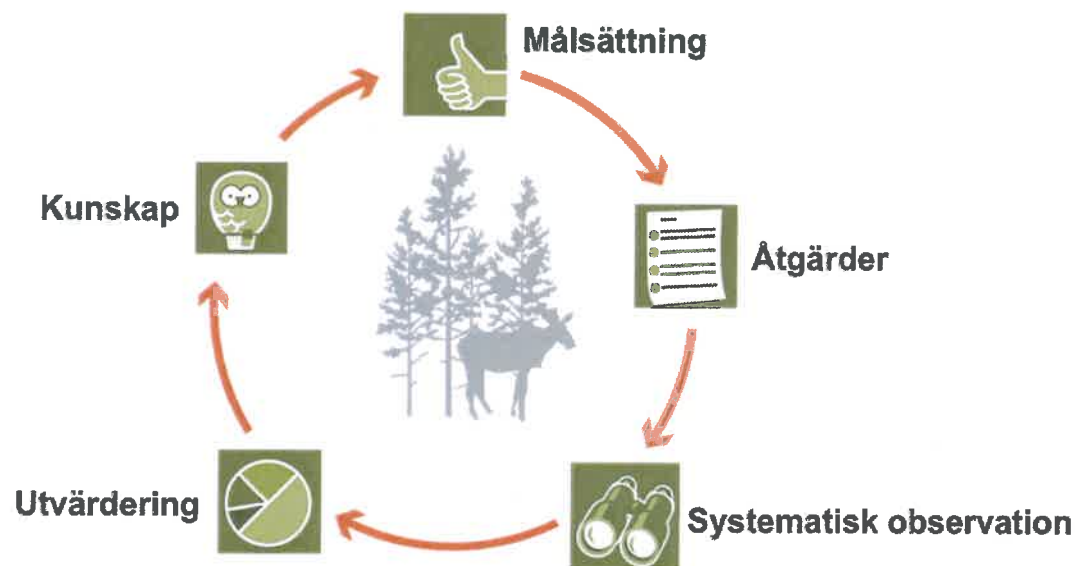 Målsättning
Åtgärder
Systematisk observation
Utvärdering
Kunskap